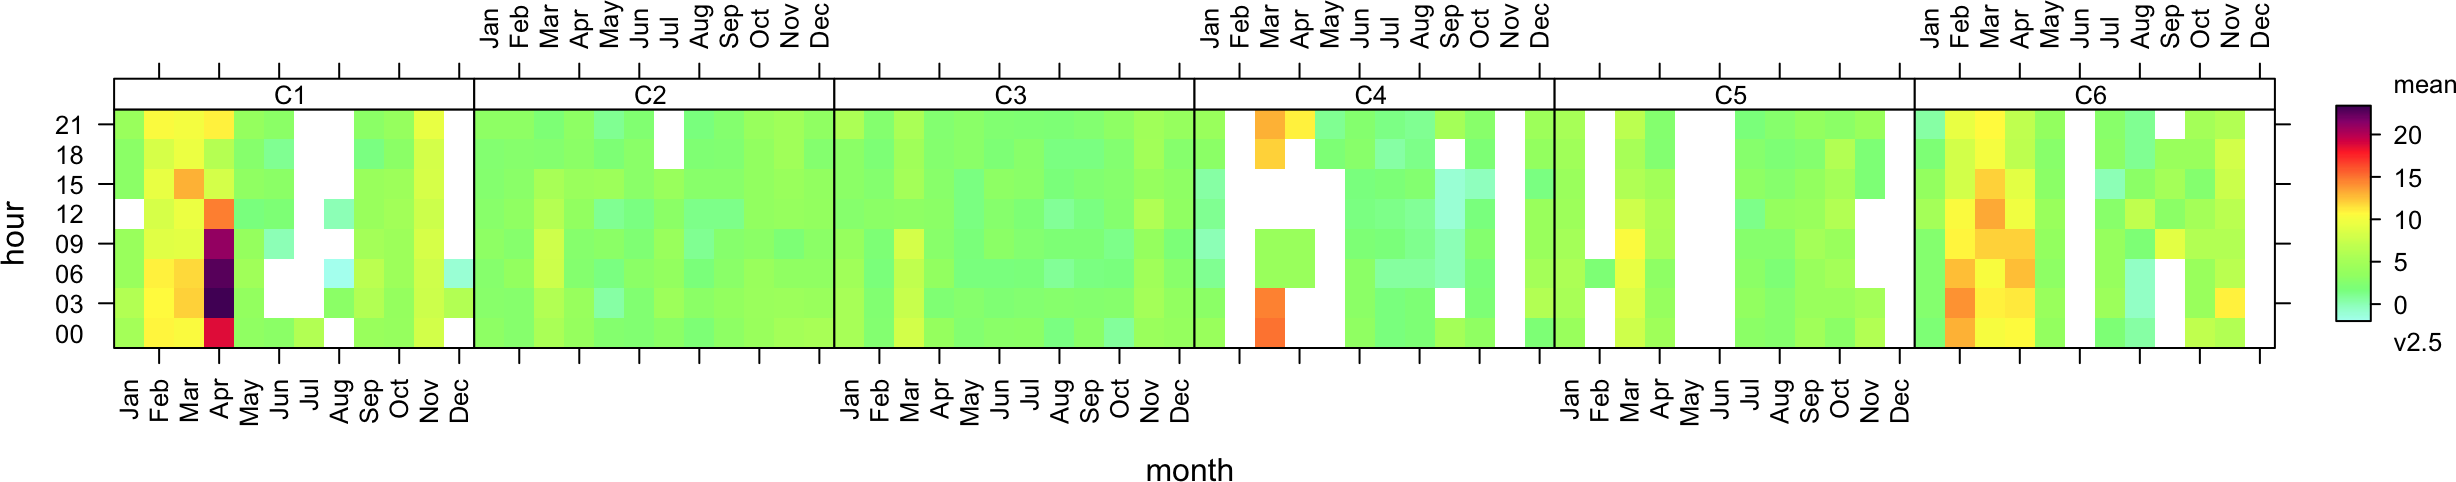 Jan Feb Mar Apr May Jun Jul Aug Sep Oct Nov Dec Jan Feb Mar Apr May Jun Jul Aug Sep Oct Nov Dec Jan Feb Mar Apr May Jun Jul Aug Sep Oct Nov Dec
C1 C2 C3 C4 C5 C6
mean
21
18
15
12
09
06
03
00
hour
20
15
10
5
0
v2.5
Jan Feb Mar Apr May Jun Jul Aug Sep Oct Nov Dec Jan Feb Mar Apr May Jun Jul Aug Sep Oct Nov Dec Jan Feb Mar Apr May Jun Jul Aug Sep Oct Nov Dec
month